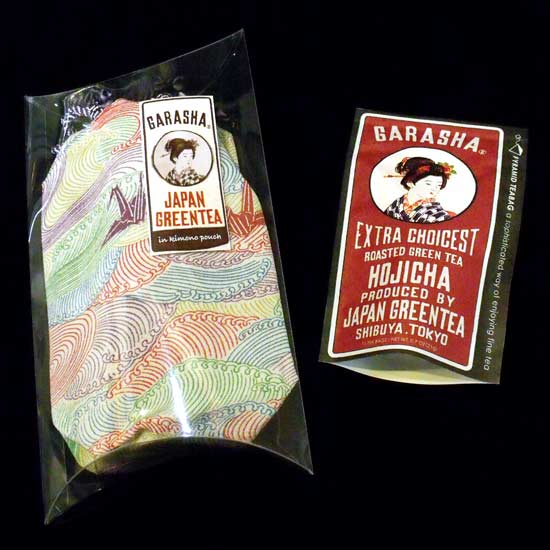 GARASHA®
JAPAN
GREENTEA
in kimono pouch
GARASHA®
EXTRA CHOICEST
ROASTED GREEN TEA
HOJICHA
PRODUCED BY
JAPAN GREENTEA
SHIBUYA.TOKYO
PYRAMID TEABAG a sophisticated way of enjoying fine tea